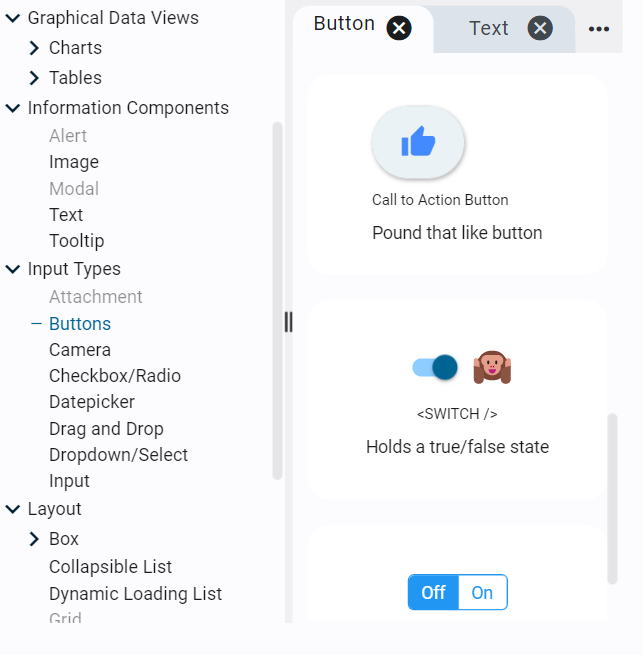 Graphical Data Views
Charts
Tables
Information Components
Alert
Image
Modal
Text
Tooltip
Input Types
Attachment
Buttons
Camera
Checkbox/Radio
Datepicker
Drag and Drop
Dropdown/Select
Input
Layout
Box
Collapsible List
Dynamic Loading List
Grid
Button Text
Call to Action Button
Pound that like button
<SWITCH />
Holds a true/false state
Off On